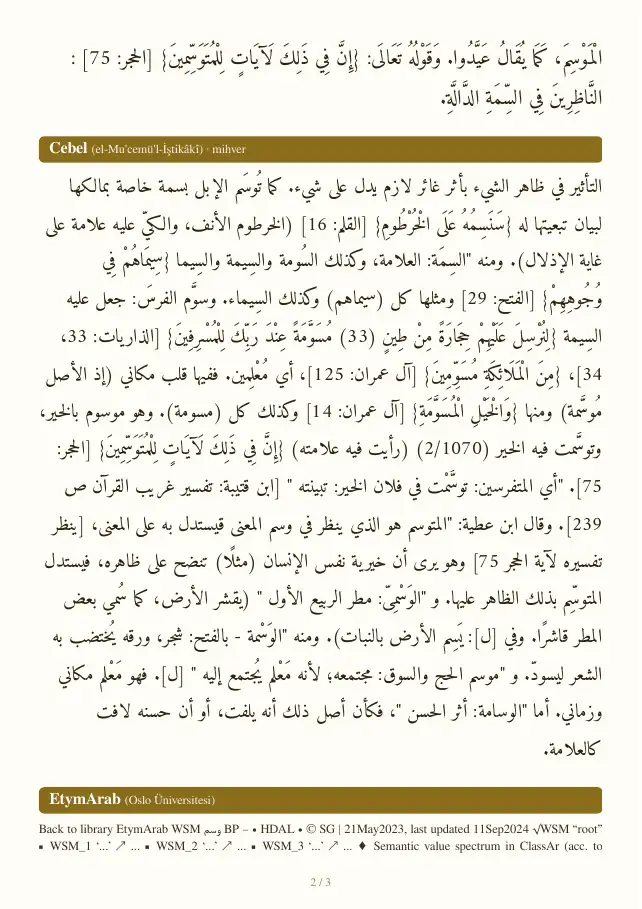 الْمَوْسِمَ، كَمَا يُقَالُ عَيَّدُوا. وَقَوْلُهُ تَعَالَى: {إِنَّ فِي ذَلِكَ لَآيَاتٍ لِلْمُتَوَسِّمِينَ} [الحجر: 75] :
النَّاظِرِينَ فِي السِّمَةِ الدَّالَّةِ.
Cebel (el-Mu'cemü'l-İştikâkî) · mihver
التأثير في ظاهر الشيء بأثر غائر لازم يدل على شيء. كما تُوسَم الإبل بسمة خاصة بمالكها
لبيان تبعيتها له {سَنَسِمُهُ عَلَى الْخُرْطُومِ} [القلم: 16] (الخرطوم الأنف، والكيّ عليه علامة على
غاية الإذلال). ومنه "السِمَة: العلامة، وكذلك السُومة والسِيمة والسِيما {سِيمَاهُمْ فِي
وُجُوهِهِمْ} [الفتح: 29] ومثلها كل (سيماهم) وكذلك السِيماء. وسوَّم الفرسَ: جعل عليه
السِيمة {لِنُرْسِلَ عَلَيْهِمْ حِجَارَةً مِنْ طِينٍ (33) مُسَوَّمَةً عِنْدَ رَبِّكَ لِلْمُسْرِفِينَ} [الذاريات: 33،
34]، {مِنَ الْمَلَائِكَةِ مُسَوِّمِينَ} [آل عمران: 125]، أي مُعْلِمين. ففيها قلب مكاني (إذ الأصل
مُوسَّمة) ومنها {وَالْخَيْلِ الْمُسَوَّمَةِ} [آل عمران: 14] وكذلك كل (مسومة). وهو موسوم بالخير،
وتوسَّمت فيه الخير (2/1070) (رأيت فيه علامته) {إِنَّ فِي ذَلِكَ لَآيَاتٍ لِلْمُتَوَسِّمِينَ} [الحجر:
75]. "أي المتفرسين: توسَّمْت في فلان الخير: تبينته " [ابن قتيبة: تفسير غريب القرآن ص
239]. وقال ابن عطية: "المتوسم هو الذي ينظر في وسم المعنى فيستدل به على المعنى، [ينظر
تفسيره لآية الحجر 75] وهو يرى أن خيرية نفس الإنسان (مثلًا) تنضح على ظاهره، فيستدل
المتوسِّم بذلك الظاهر عليها. و "الوَسْمِيّ: مطر الربيع الأول " (يقشر الأرض، كما سُمي بعض
المطر قاشرًا. وفي [ل]: يَسِم الأرض بالنبات). ومنه "الوَسْمة - بالفتح: شجر، ورقه يُختضب به
الشعر ليسودّ. و "موسم الحج والسوق: مجتمعه؛ لأنه مَعْلم يُجتمع إليه " [ل]. فهو مَعْلم مكاني
وزماني. أما "الوسامة: أثر الحسن "، فكأن أصل ذلك أنه يلفت، أو أن حسنه لافت
كالعلامة.
EtymArab (Oslo Üniversitesi)
Back to library EtymArab WSM وسم BP – • HDAL • © SG | 21May2023, last updated 11Sep2024 √WSM “root”
▪ WSM_1 ‘...’ ↗ ... ▪ WSM_2 ‘...’ ↗ ... ▪ WSM_3 ‘...’ ↗ ... ♦ Semantic value spectrum in ClassAr (acc. to
2 / 3